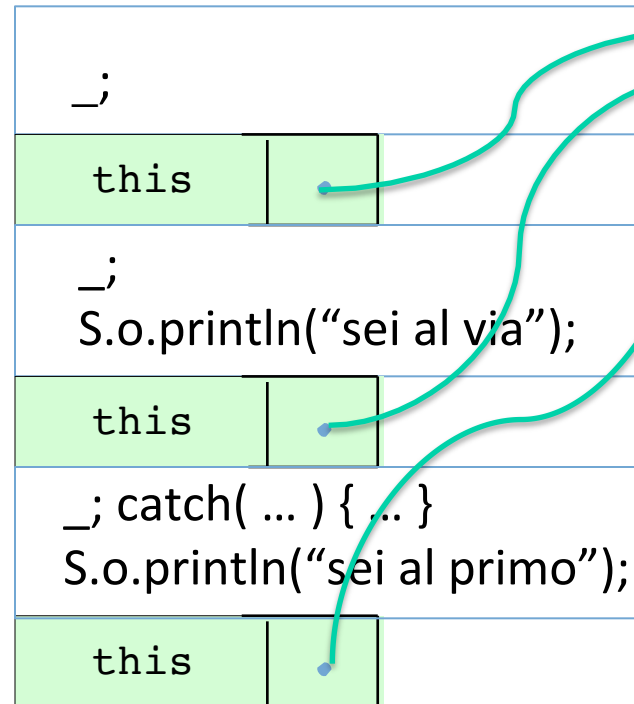 _;
this
_;
S.o.println(“sei al via”);
this
_; catch( … ) { … }
S.o.println(“sei al primo”);
this